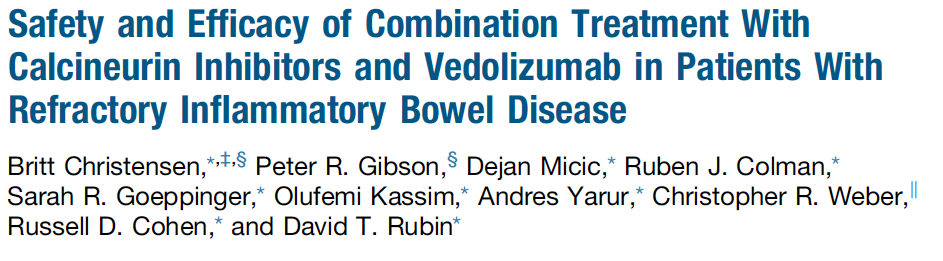 Safety and Efficacy of Combination Treatment With
Calcineurin Inhibitors and Vedolizumab in Patients With
Refractory Inflammatory Bowel Disease
Britt Christensen,*,‡,§ Peter R. Gibson,§ Dejan Micic,* Ruben J. Colman,*
Sarah R. Goeppinger,* Olufemi Kassim,* Andres Yarur,* Christopher R. Weber,‖
Russell D. Cohen,* and David T. Rubin*